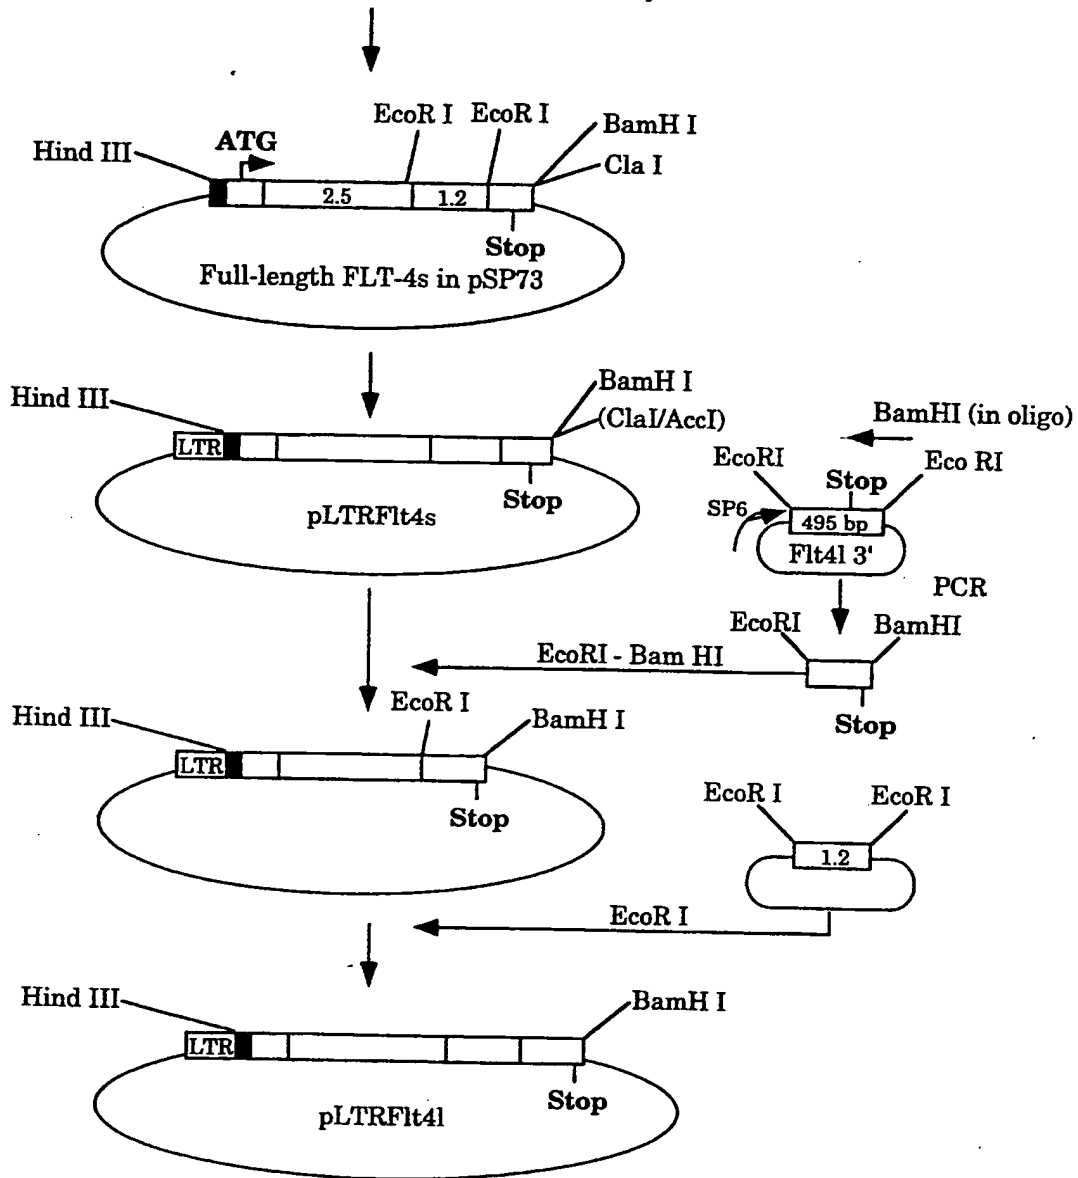 EcoR I
EcoR I
BamH I
ATG
Hind III
Cla I
2.5
1.2
Stop
Full-length FLT-4s in pSP73
BamH I
Hind III
(ClaI/AccI)
BamHI (in oligo)
LTR
EcoRI
Eco RI
Stop
Stop
SP6
495 bp
pLTRFlt4s
Flt4l 3'
PCR
EcoRI
BamHI
EcoRI - Bam HI
EcoR I
Hind III
BamH I
Stop
LTR
EcoR I
EcoR I
Stop
1.2
EcoR I
Hind III
BamH I
LTR
Stop
pLTRFlt4l